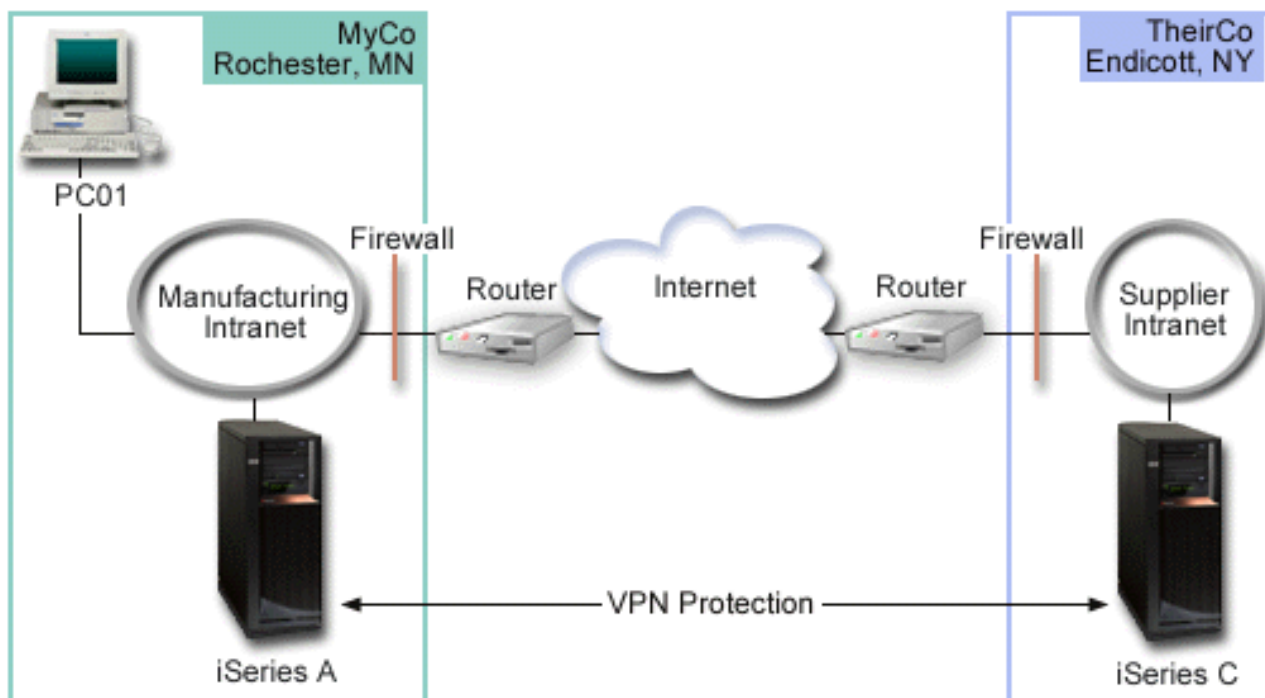 MyCo
Rochester, MN
TheirCo
Endicott, NY
PC01
Firewall
Router
Internet
Router
Firewall
Manufacturing
Intranet
Supplier
Intranet
VPN Protection
iSeries A
iSeries C